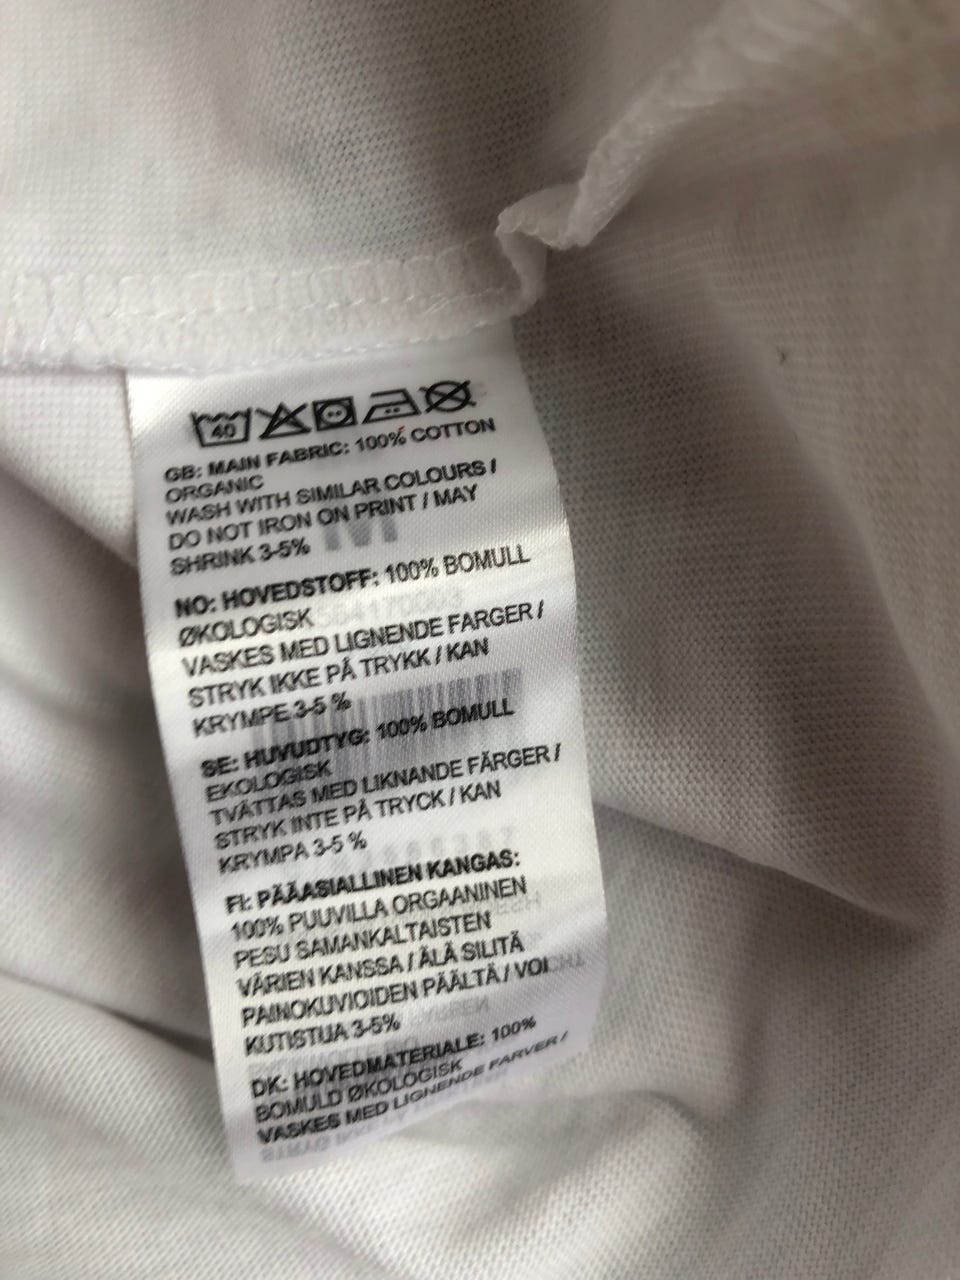 40
GB: MAIN FABRIC: 100% COTTON
ORGANIC
WASH WITH SIMILAR COLOURS /
DO NOT IRON ON PRINT / MAY
SHRINK 3-5%
NO: HOVEDSTOFF: 100% BOMULL
ØKOLOGISK
VASKES MED LIGNENDE FARGER /
STRYK IKKE PÅ TRYKK / KAN
KRYMPE 3-5 %
SE: HUVUDTYG: 100% BOMULL
EKOLOGISK
TVÄTTAS MED LIKNANDE FÄRGER /
STRYK INTE PÅ TRYCK / KAN
KRYMPA 3-5 %
FI: PÄÄASIALLINEN KANGAS:
100% PUUVILLA ORGAANINEN
PESU SAMANKALTAISTEN
VÄRIEN KANSSA / ÄLÄ SILITÄ
PAINOKUVIOIDEN PÄÄLTÄ / VOI
KUTISTUA 3-5%
DK: HOVEDMATERIALE: 100%
BOMULD ØKOLOGISK
VASKES MED LIGNENDE FARVER /